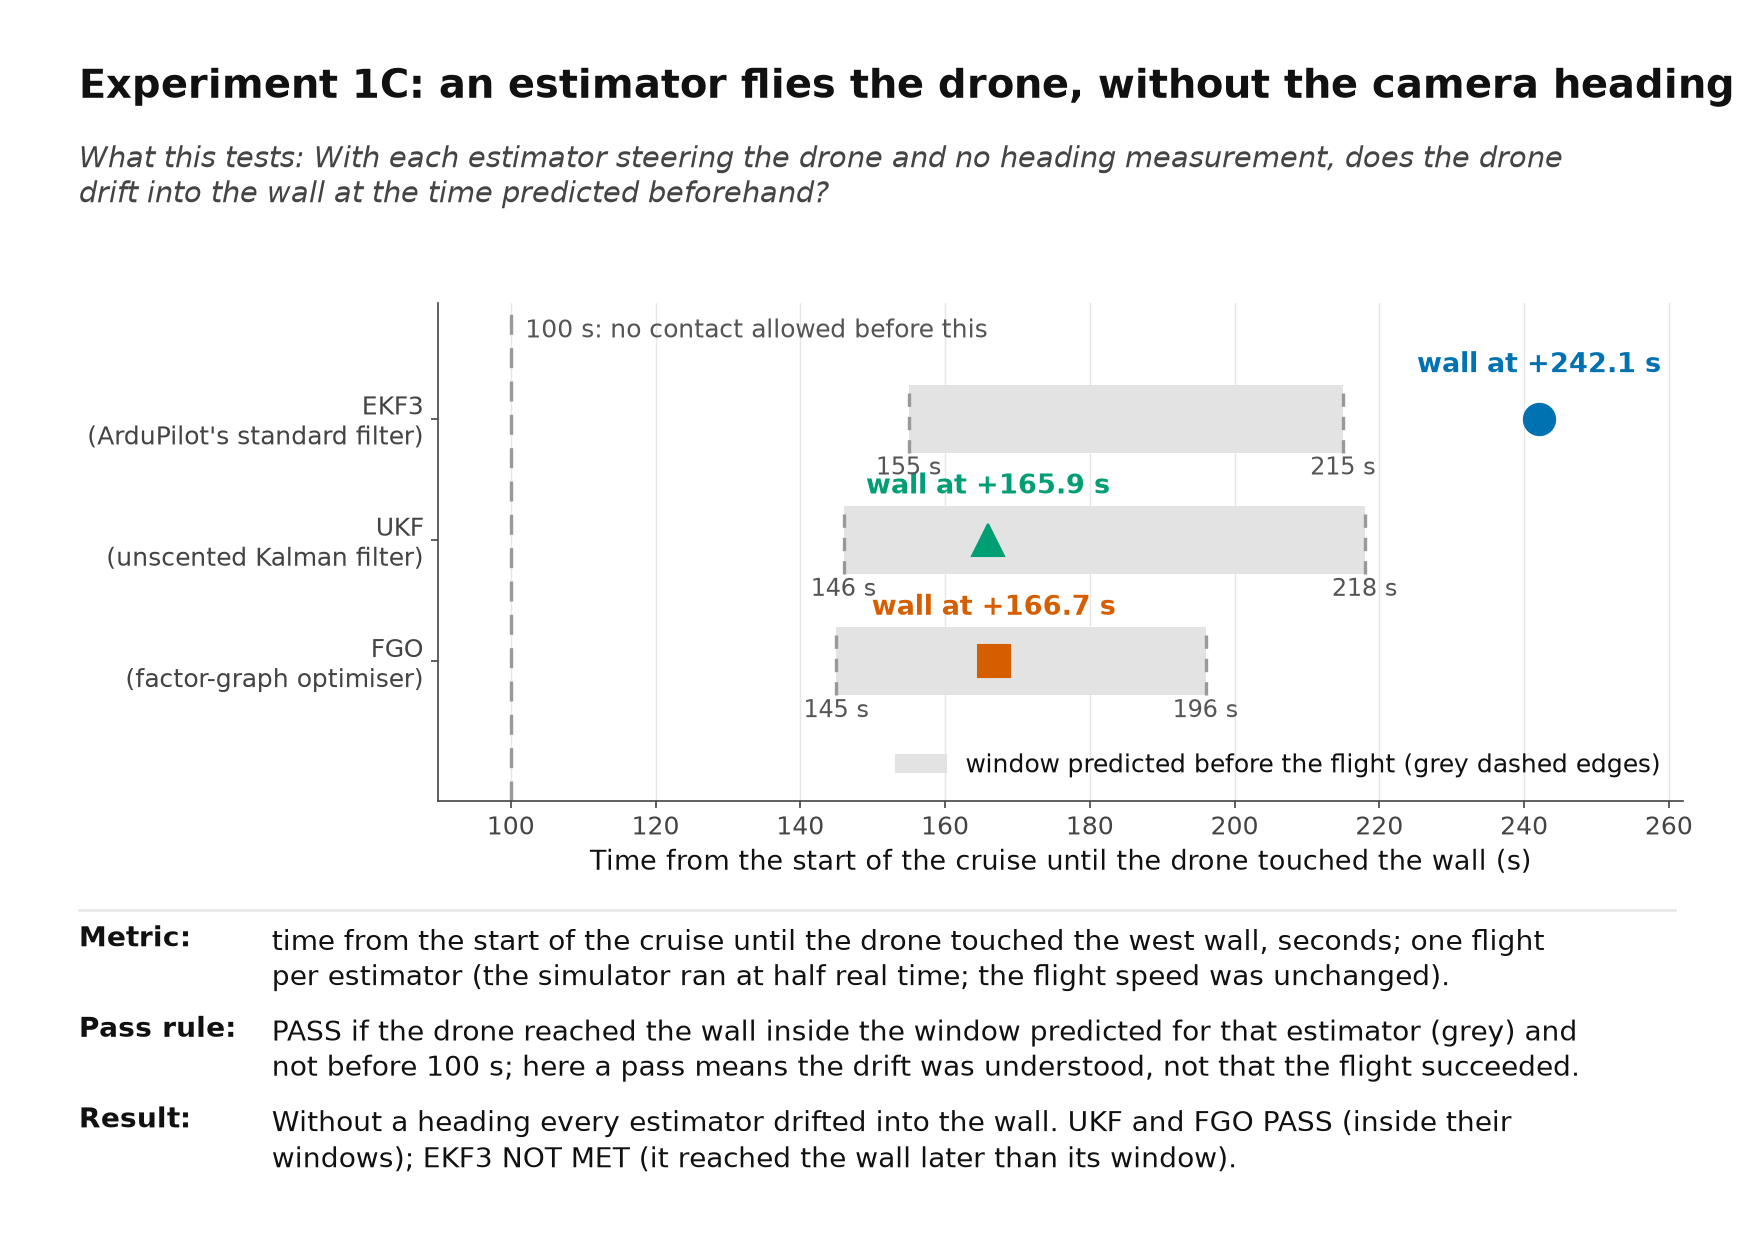 Experiment 1C: an estimator flies the drone, without the camera heading
What this tests: With each estimator steering the drone and no heading measurement, does the drone
drift into the wall at the time predicted beforehand?
100 s: no contact allowed before this
wall at +242.1 s
EKF3
(ArduPilot's standard filter)
155 s
215 s
wall at +165.9 s
UKF
(unscented Kalman filter)
146 s
218 s
wall at +166.7 s
FGO
(factor-graph optimiser)
145 s
196 s
window predicted before the flight (grey dashed edges)
100 120 140 160 180 200 220 240 260
Time from the start of the cruise until the drone touched the wall (s)
Metric: time from the start of the cruise until the drone touched the west wall, seconds; one flight
per estimator (the simulator ran at half real time; the flight speed was unchanged).
Pass rule: PASS if the drone reached the wall inside the window predicted for that estimator (grey) and
not before 100 s; here a pass means the drift was understood, not that the flight succeeded.
Result: Without a heading every estimator drifted into the wall. UKF and FGO PASS (inside their
windows); EKF3 NOT MET (it reached the wall later than its window).